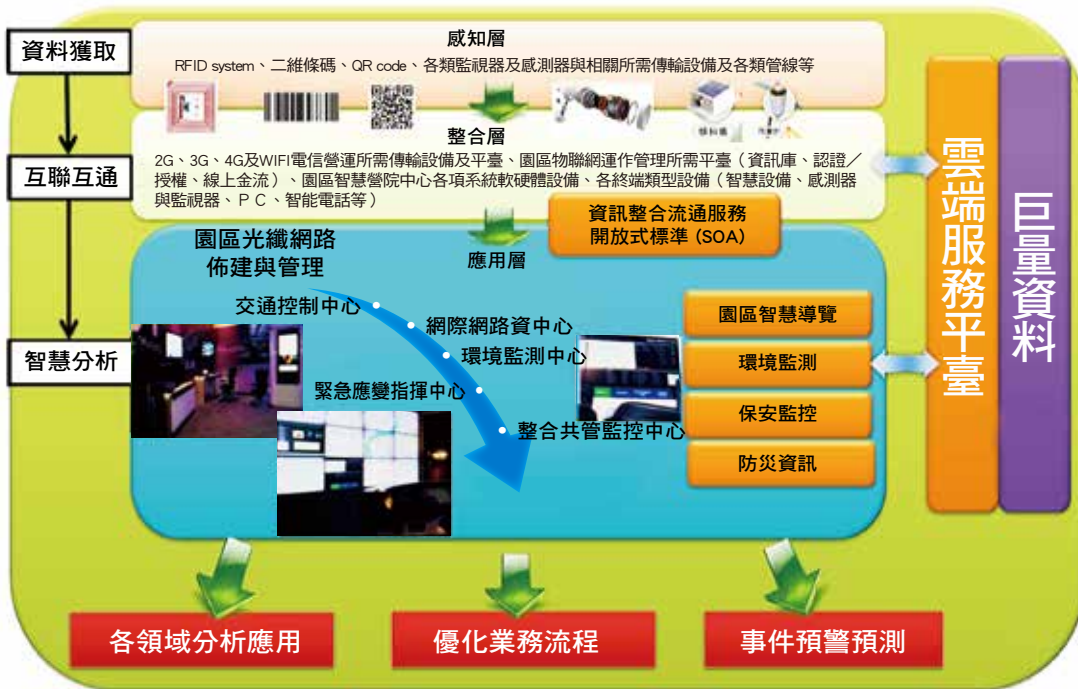 資料獲取
感知層
RFID system、二維條碼、QR code、各類監視器及感測器與相關所需傳輸設備及各類管線等
互聯互通
整合層
2G、3G、4G及WIFI電信營運所需傳輸設備及平臺、園區物聯網運作管理所需平臺（資訊庫、認證／
授權、線上金流）、園區智慧營院中心各項系統軟硬體設備、各終端類型設備（智慧設備、感測器
與監視器、ＰＣ、智能電話等）
資訊整合流通服務
開放式標準 (SOA)
智慧分析
應用層
園區光纖網路
佈建與管理
交通控制中心
網際網路資中心
環境監測中心
緊急應變指揮中心
整合共管監控中心
園區智慧導覽
環境監測
保安監控
防災資訊
雲端服務平臺
巨量資料
各領域分析應用
優化業務流程
事件預警預測